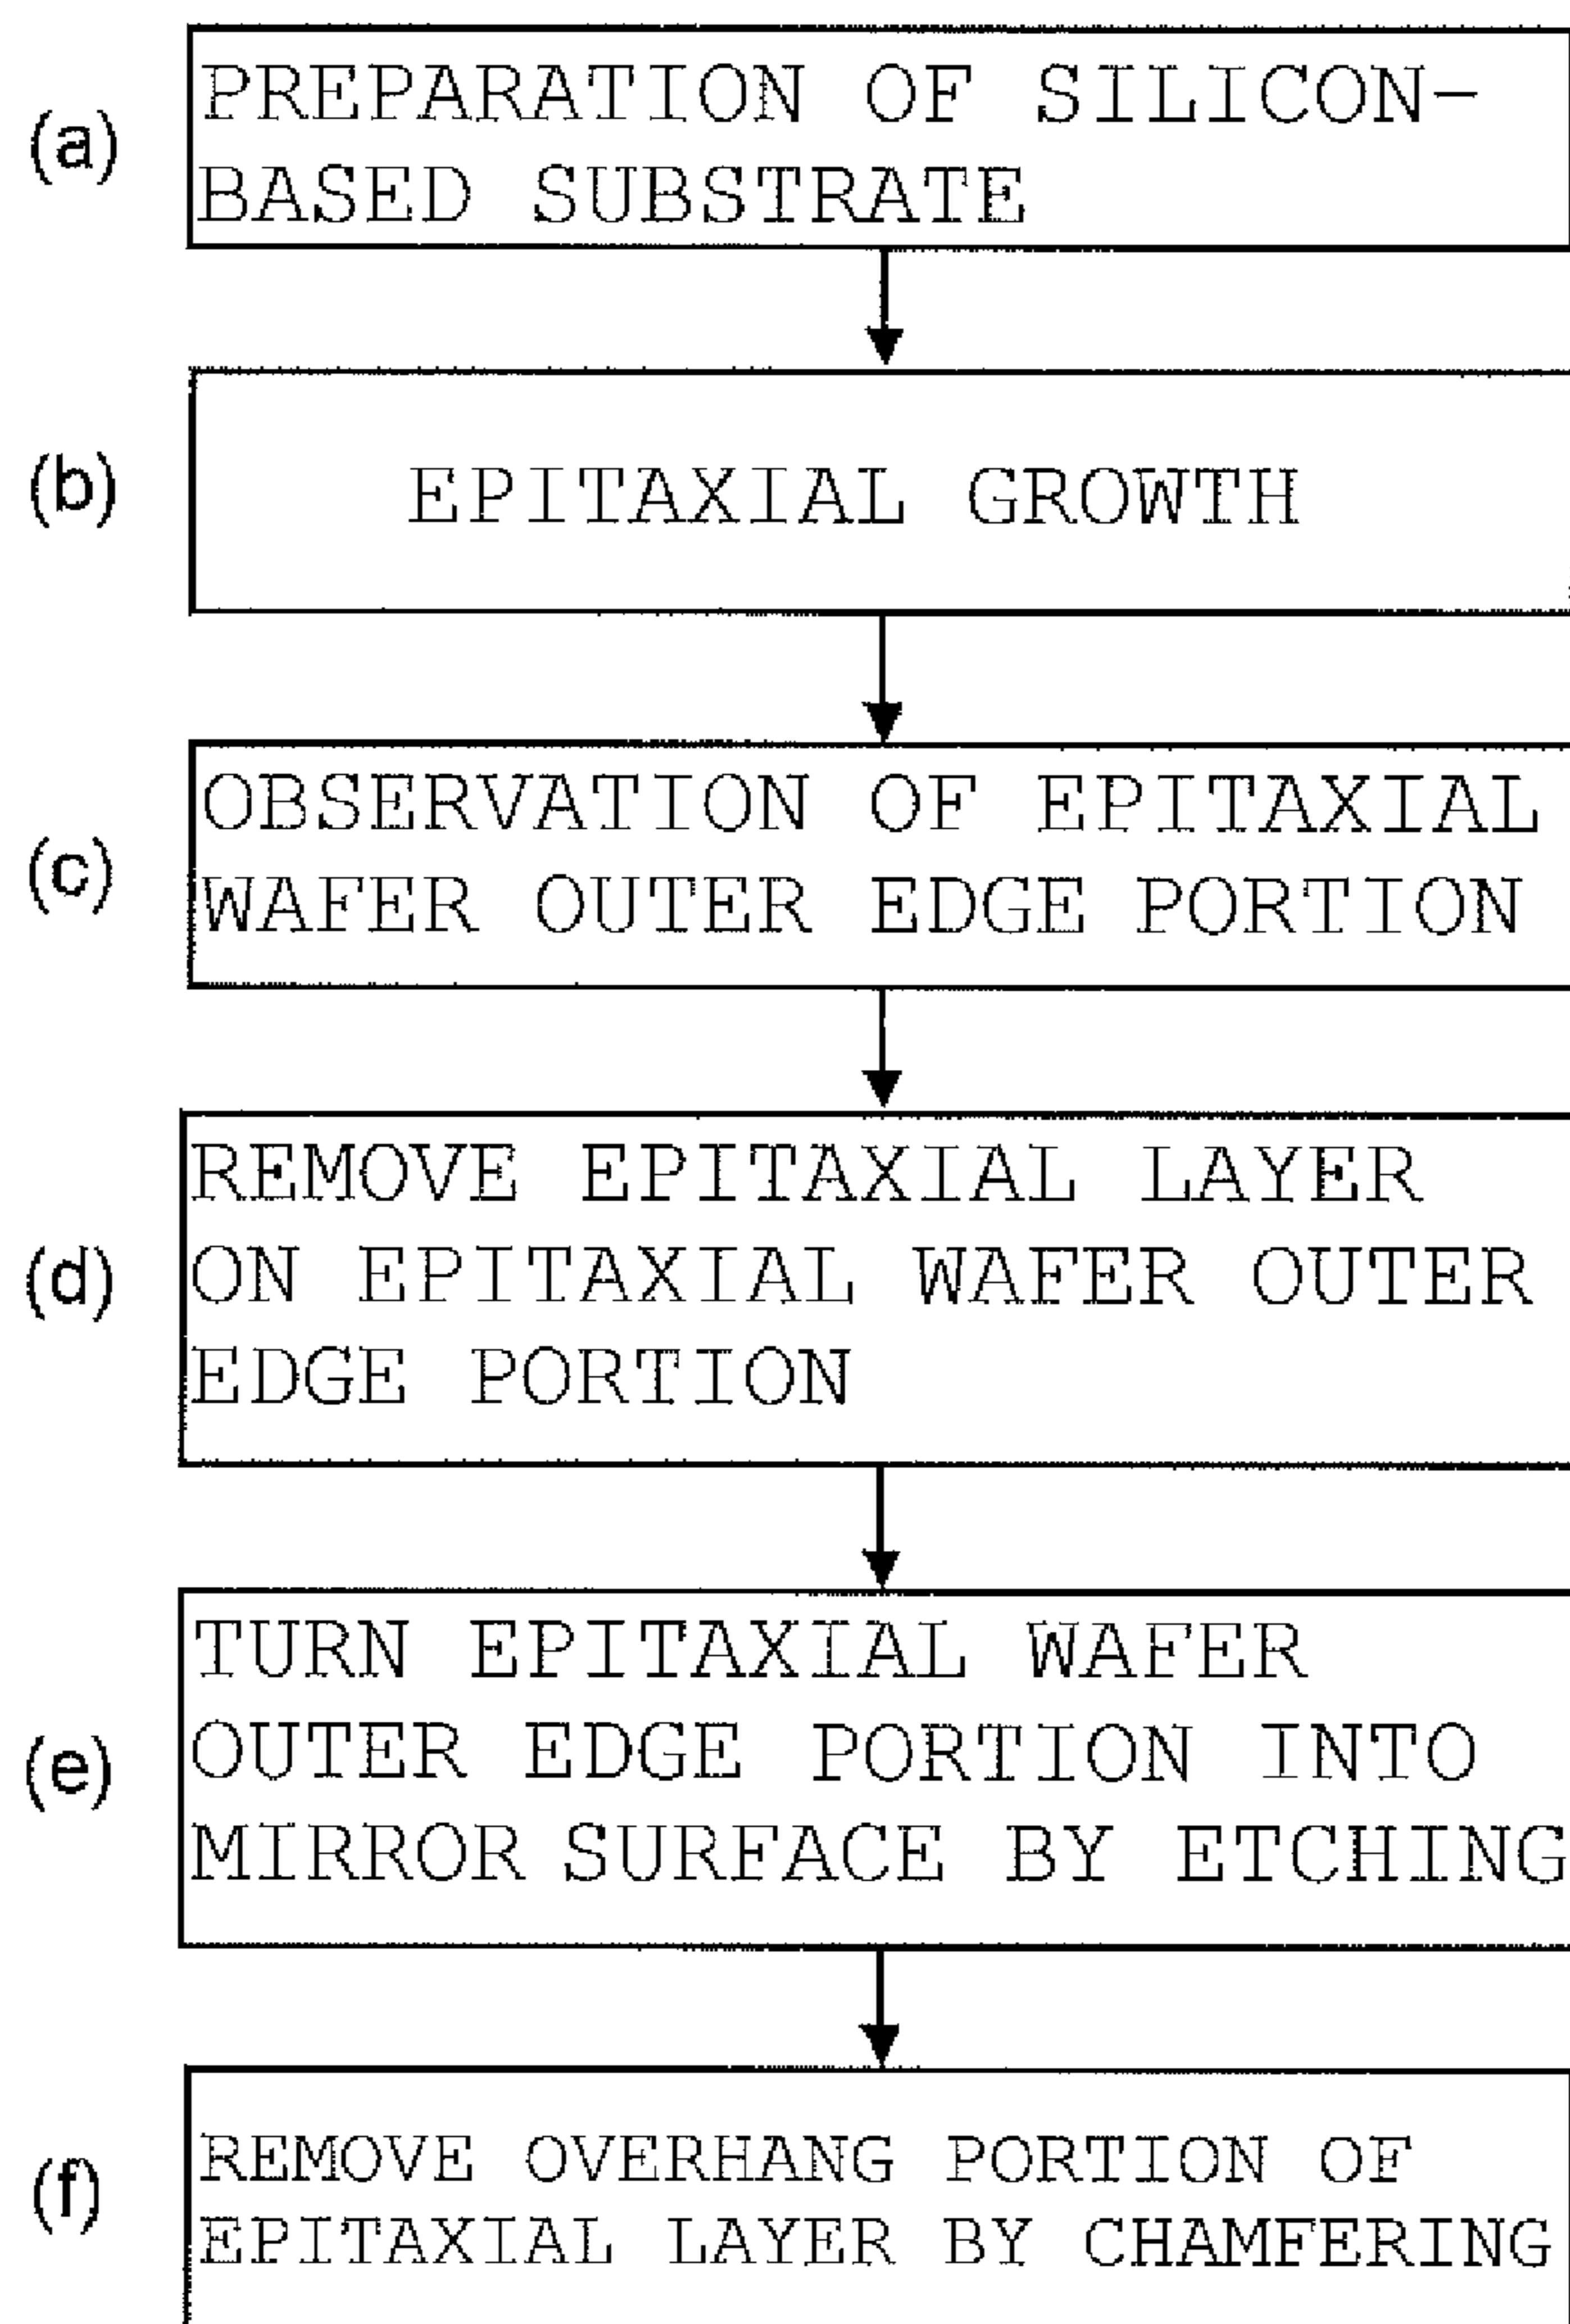 (a)
PREPARATION OF SILICON-
BASED SUBSTRATE
(b)
EPITAXIAL GROWTH
(c)
OBSERVATION OF EPITAXIAL
WAFER OUTER EDGE PORTION
(d)
REMOVE EPITAXIAL LAYER
ON EPITAXIAL WAFER OUTER
EDGE PORTION
(e)
TURN EPITAXIAL WAFER
OUTER EDGE PORTION INTO
MIRROR SURFACE BY ETCHING
(f)
REMOVE OVERHANG PORTION OF
EPITAXIAL LAYER BY CHAMFERING